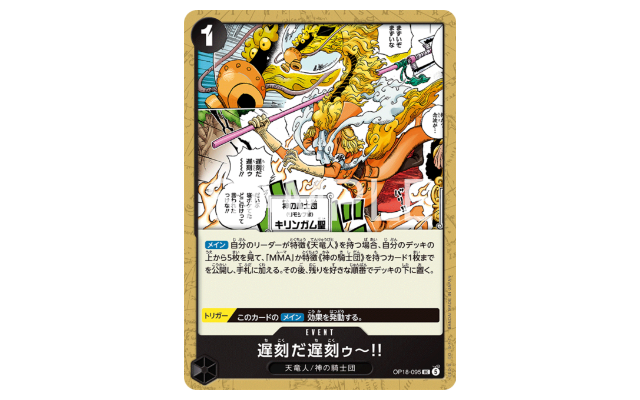 1
まずいぞ
まずいな
遅刻だ
遅刻ゥ
〜〜!!
神の騎士団
キリンガム聖
メイン 自分のリーダーが特徴《天竜人》を持つ場合、自分のデッキの
上から5枚を見て、「MMA」か特徴《神の騎士団》を持つカード1枚まで
を公開し、手札に加える。その後、残りを好きな順番でデッキの下に置く。
トリガー このカードの メイン 効果を発動する。
EVENT
遅刻だ遅刻ゥ〜!!
天竜人/神の騎士団
OP18-095 UC 5